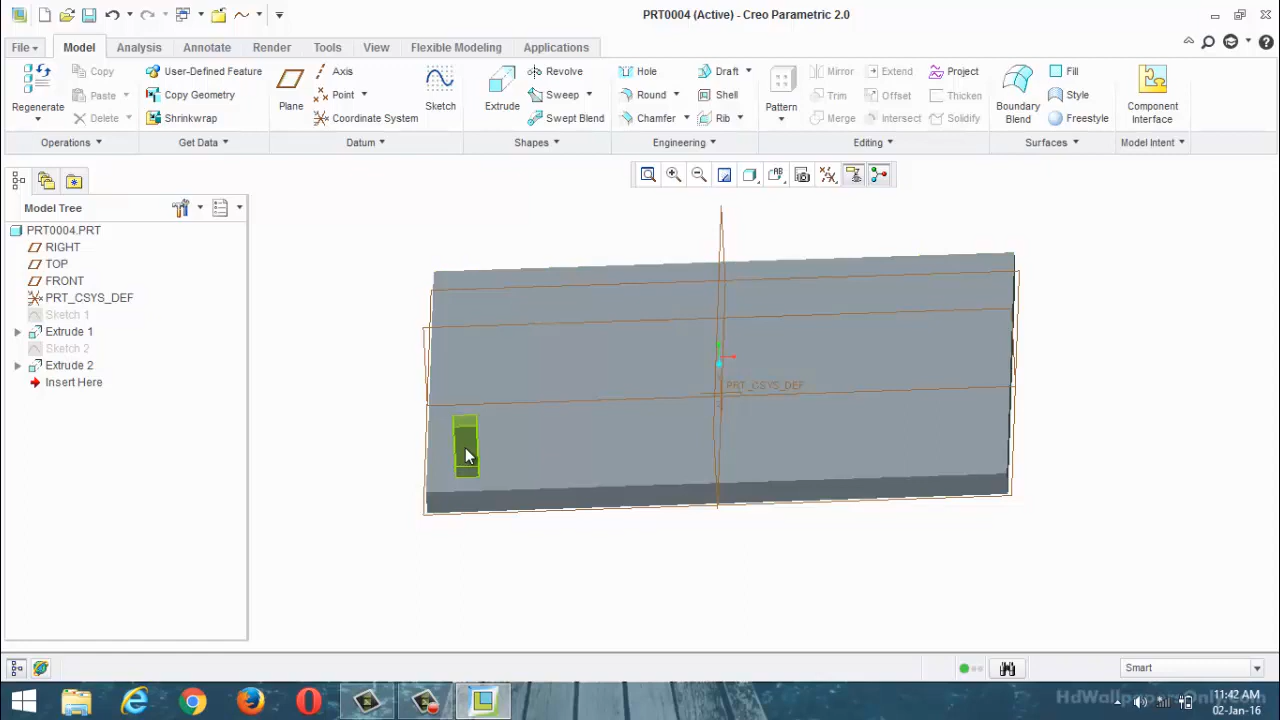 PRT0004 (Active) - Creo Parametric 2.0
File Model Analysis Annotate Render Tools View Flexible Modeling Applications
Regenerate
Copy
Paste
Delete
Operations
User-Defined Feature
Copy Geometry
Shrinkwrap
Get Data
Plane
Axis
Point
Coordinate System
Sketch
Datum
Extrude
Revolve
Sweep
Swept Blend
Shapes
Hole
Round
Chamfer
Draft
Shell
Rib
Engineering
Pattern
Mirror
Trim
Merge
Extend
Offset
Intersect
Project
Thicken
Solidify
Editing
Boundary
Blend
Fill
Style
Freestyle
Surfaces
Component
Interface
Model Intent
Model Tree
PRT0004.PRT
RIGHT
TOP
FRONT
PRT_CSYS_DEF
Sketch 1
Extrude 1
Sketch 2
Extrude 2
Insert Here
PRT_CSYS_DEF
Smart
HdWallpapersOnly.com
11:42 AM
02-Jan-16